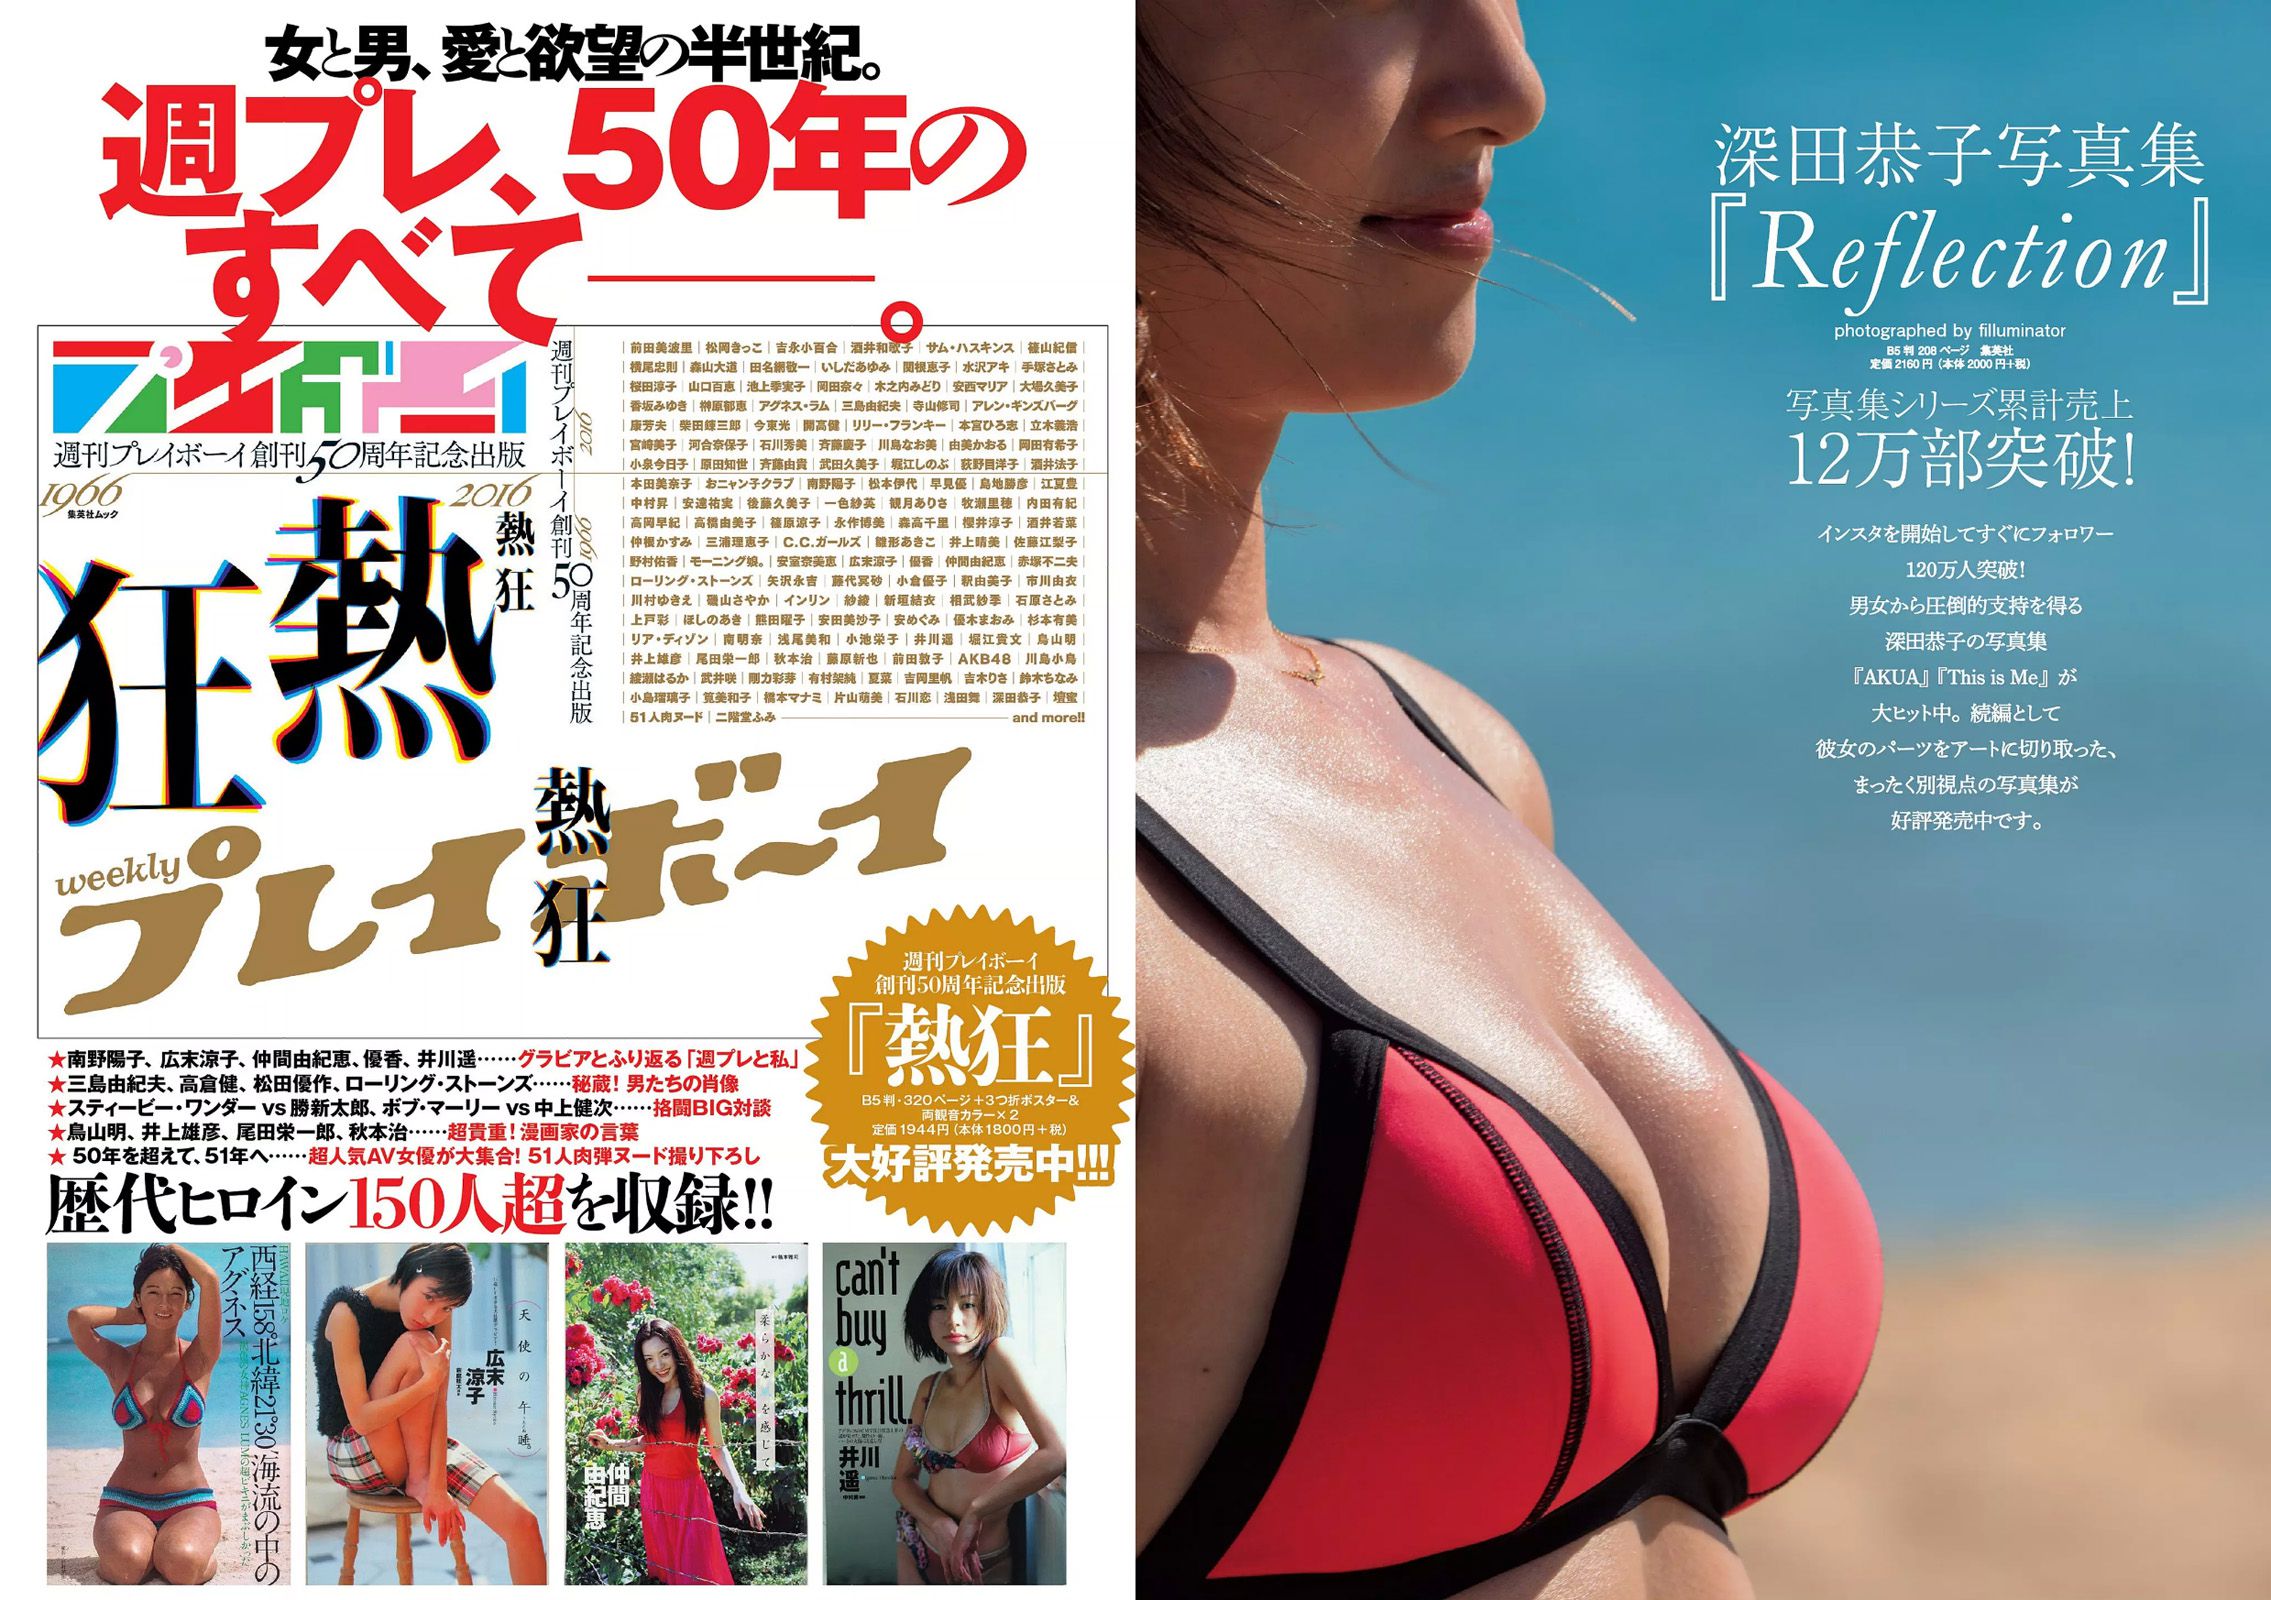 女と男、愛と欲望の半世紀。
週プレ、50年の
すべて――。
プレイボーイ
週刊プレイボーイ創刊50周年記念出版
1966
2016
集英社ムック
熱狂
熱狂
週刊プレイボーイ創刊50周年記念出版
1966
2016
前田美波里｜松岡きっこ｜吉永小百合｜酒井和歌子｜サム・ハスキンス｜篠山紀信
横尾忠則｜森山大道｜田名網敬一｜いしだあゆみ｜関根恵子｜水沢アキ｜手塚さとみ
桜田淳子｜山口百恵｜池上季実子｜岡田奈々｜木之内みどり｜安西マリア｜大場久美子
香坂みゆき｜榊原郁恵｜アグネス・ラム｜三島由紀夫｜寺山修司｜アレン・ギンズバーグ
康芳夫｜柴田錬三郎｜今東光｜開高健｜リリー・フランキー｜本宮ひろ志｜立木義浩
宮崎美子｜河合奈保子｜石川秀美｜斉藤慶子｜川島なお美｜由美かおる｜岡田有希子
小泉今日子｜原田知世｜斉藤由貴｜武田久美子｜堀江しのぶ｜荻野目洋子｜酒井法子
本田美奈子｜おニャン子クラブ｜南野陽子｜松本伊代｜早見優｜島地勝彦｜江夏豊
中村昇｜安達祐実｜後藤久美子｜一色紗英｜観月ありさ｜牧瀬里穂｜内田有紀
高岡早紀｜高橋由美子｜篠原涼子｜永作博美｜森高千里｜櫻井淳子｜酒井若菜
仲根かすみ｜三浦理恵子｜C.C.ガールズ｜雛形あきこ｜井上晴美｜佐藤江梨子
野村佑香｜モーニング娘。｜安室奈美恵｜広末涼子｜優香｜仲間由紀恵｜赤塚不二夫
ローリング・ストーンズ｜矢沢永吉｜藤代冥砂｜小倉優子｜釈由美子｜市川由衣
川村ゆきえ｜磯山さやか｜インリン｜紗綾｜新垣結衣｜相武紗季｜石原さとみ
上戸彩｜ほしのあき｜熊田曜子｜安田美沙子｜安めぐみ｜優木まおみ｜杉本有美
リア・ディゾン｜南明奈｜浅尾美和｜小池栄子｜井川遥｜堀江貴文｜鳥山明
井上雄彦｜尾田栄一郎｜秋本治｜藤原新也｜前田敦子｜AKB48｜川島小鳥
綾瀬はるか｜武井咲｜剛力彩芽｜有村架純｜夏菜｜吉岡里帆｜吉木りさ｜鈴木ちなみ
小島瑠璃子｜筧美和子｜橋本マナミ｜片山萌美｜石川恋｜浅田舞｜深田恭子｜壇蜜
51人肉ヌード｜二階堂ふみ――and more!!
weekly
プレイボーイ
熱狂
週刊プレイボーイ
創刊50周年記念出版
『熱狂』
B5判・320ページ+3つ折ポスター&
両観音カラー×2
定価1944円（本体1800円+税）
大好評発売中!!!
★南野陽子、広末涼子、仲間由紀恵、優香、井川遥……グラビアとふり返る「週プレと私」
★三島由紀夫、高倉健、松田優作、ローリング・ストーンズ……秘蔵！男たちの肖像
★スティービー・ワンダーvs勝新太郎、ボブ・マーリーvs中上健次……格闘BIG対談
★鳥山明、井上雄彦、尾田栄一郎、秋本治……超貴重！漫画家の言葉
★50年を超えて、51年へ……超人気AV女優が大集合！51人肉弾ヌード撮り下ろし
歴代ヒロイン150人超を収録!!
HAWAII現地ロケ
西経158°北緯21°30'海流の中の
アグネス
天使の午睡。
広末涼子
柔らかな風を感じて
仲間由紀恵
can't
buy
a
thrill.
井川遥
深田恭子写真集
『Reflection』
photographed by filluminator
B5判 208ページ 集英社
定価2160円（本体2000円+税）
写真集シリーズ累計売上
12万部突破!
インスタを開始してすぐにフォロワー
120万人突破!
男女から圧倒的支持を得る
深田恭子の写真集
『AKUA』『This is Me』が
大ヒット中。続編として
彼女のパーツをアートに切り取った、
まったく別視点の写真集が
好評発売中です。